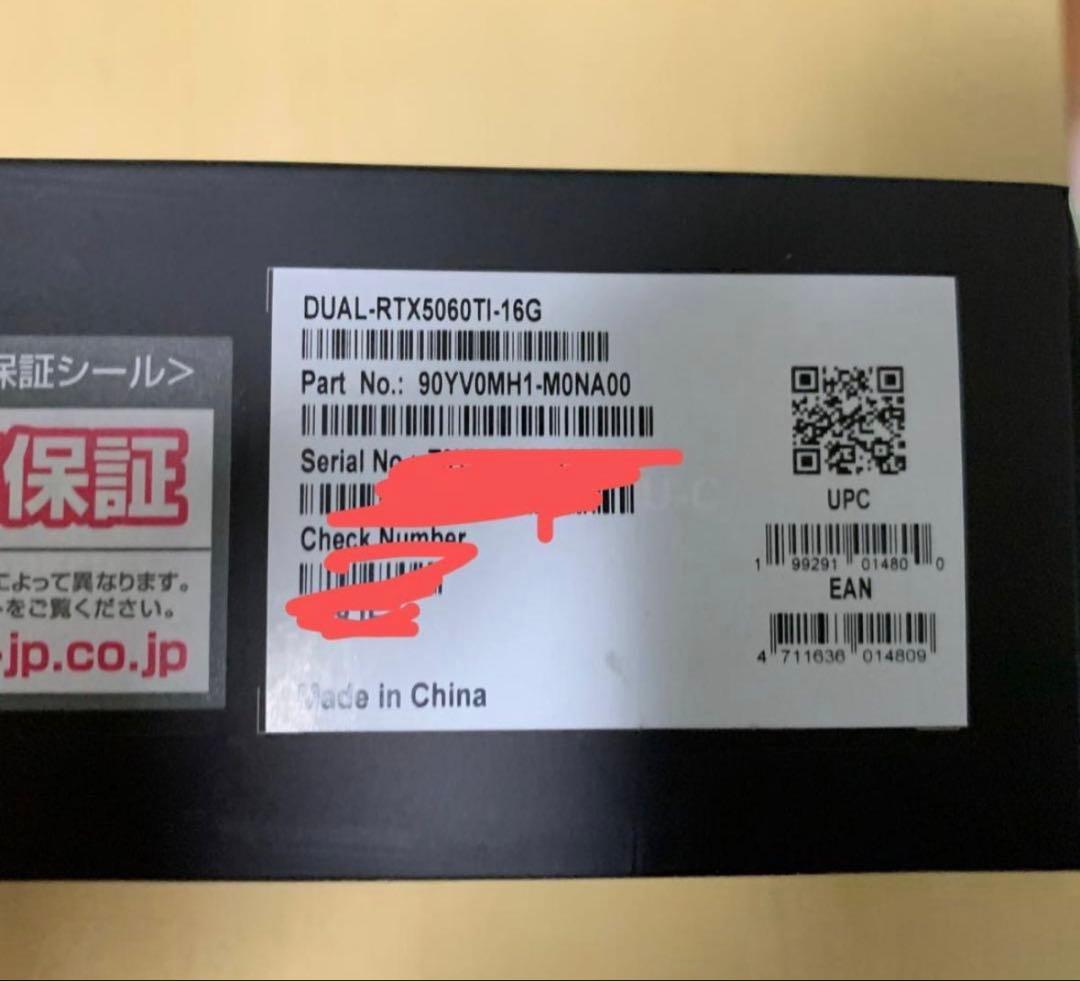 保証シール>
保証
によって異なります。
をご覧ください。
-jp.co.jp
DUAL-RTX5060TI-16G
Part No.: 90YV0MH1-M0NA00
Serial No.:
Check Number
Made in China
UPC
1 99291 01480 0
EAN
4 711636 014809